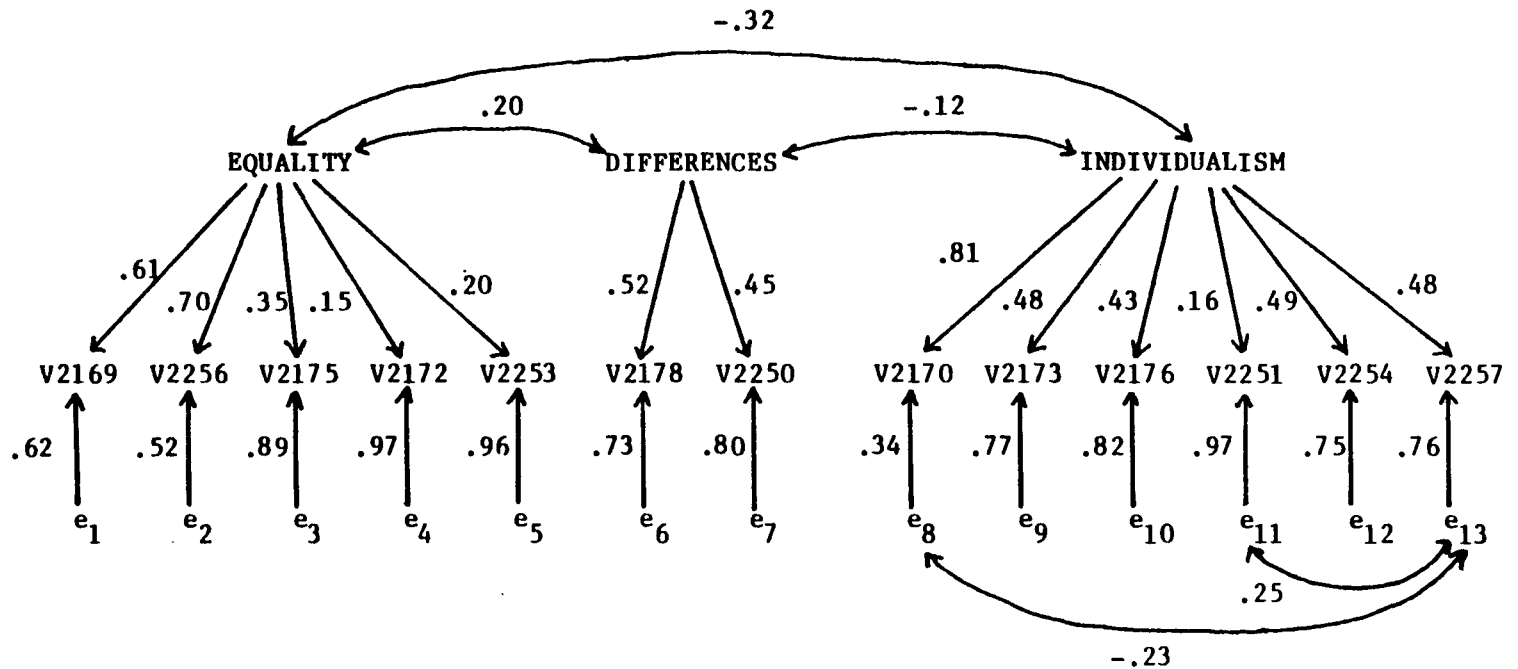 -.32
.20 -.12
EQUALITY DIFFERENCES INDIVIDUALISM
.61 .70 .35 .15 .20 .52 .45 .81 .48 .43 .16 .49 .48
V2169 V2256 V2175 V2172 V2253 V2178 V2250 V2170 V2173 V2176 V2251 V2254 V2257
.62 .52 .89 .97 .96 .73 .80 .34 .77 .82 .97 .75 .76
e1 e2 e3 e4 e5 e6 e7 e8 e9 e10 e11 e12 e13
.25
-.23